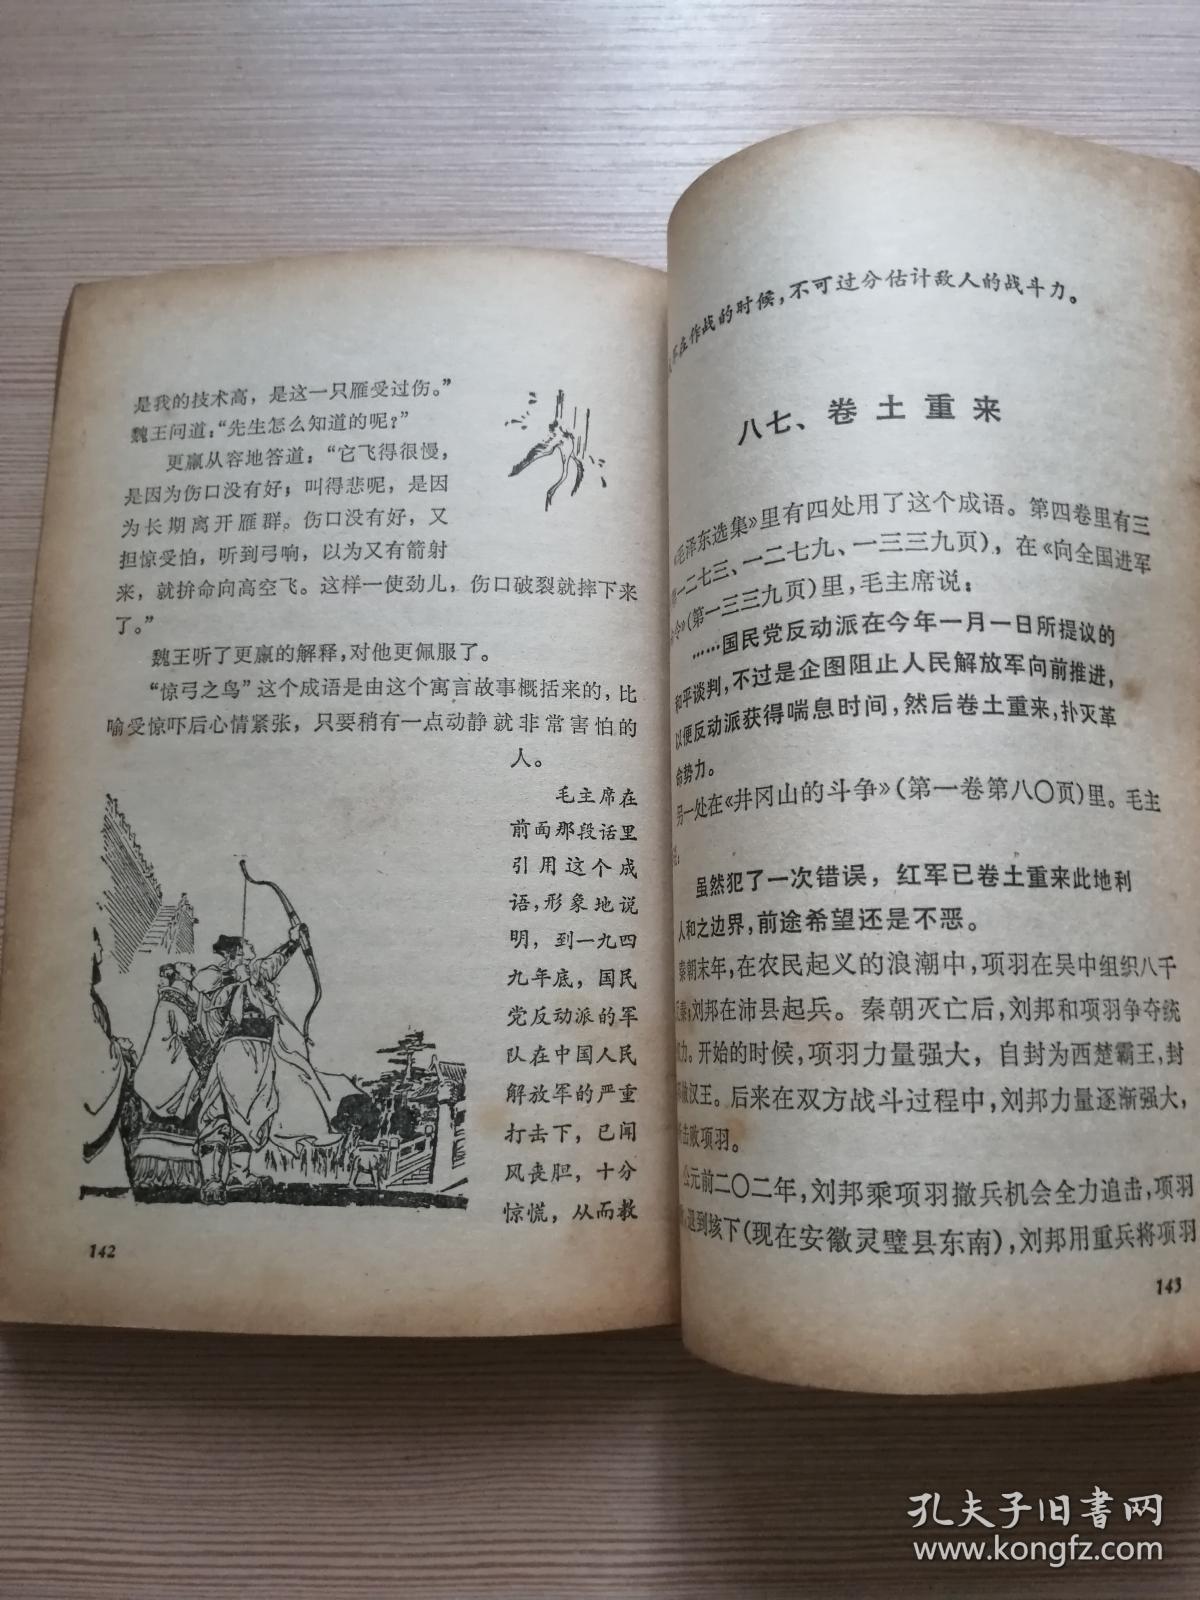 是我的技术高，是这一只雁受过伤。”
魏王问道：“先生怎么知道的呢？”
更羸从容地答道：“它飞得很慢，
是因为伤口没有好；叫得悲呢，是因
为长期离开雁群。伤口没有好，又
担惊受怕，听到弓响，以为又有箭射
来，就拚命向高空飞。这样一使劲儿，伤口破裂就摔下来
了。”
魏王听了更羸的解释，对他更佩服了。
“惊弓之鸟”这个成语是由这个寓言故事概括来的，比
喻受惊吓后心情紧张，只要稍有一点动静就非常害怕的
人。
毛主席在
前面那段话里
引用这个成
语，形象地说
明，到一九四
九年底，国民
党反动派的军
队在中国人民
解放军的严重
打击下，已闻
风丧胆，十分
惊慌，从而教
142
在作战的时候，不可过分估计敌人的战斗力。
八七、卷土重来
《毛泽东选集》里有四处用了这个成语。第四卷里有三
一二七三、一二七九、一三三九页），在《向全国进军
令》（第一三三九页）里，毛主席说：
……国民党反动派在今年一月一日所提议的
和平谈判，不过是企图阻止人民解放军向前推进，
以便反动派获得喘息时间，然后卷土重来，扑灭革
命势力。
另一处在《井冈山的斗争》（第一卷第八〇页）里。毛主
说：
虽然犯了一次错误，红军已卷土重来此地利
人和之边界，前途希望还是不恶。
秦朝末年，在农民起义的浪潮中，项羽在吴中组织八千
秦；刘邦在沛县起兵。秦朝灭亡后，刘邦和项羽争夺统
力。开始的时候，项羽力量强大，自封为西楚霸王，封
做汉王。后来在双方战斗过程中，刘邦力量逐渐强大，
击败项羽。
公元前二〇二年，刘邦乘项羽撤兵机会全力追击，项羽
退到垓下（现在安徽灵璧县东南），刘邦用重兵将项羽
143
孔夫子旧书网
www.kongfz.com